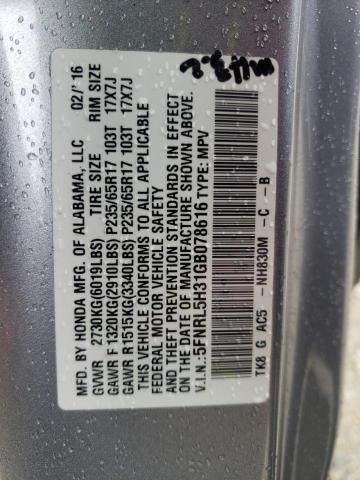 MFD. BY HONDA MFG. OF ALABAMA, LLC 02/'16
GVWR 2730KG(6019LBS) TIRE SIZE RIM SIZE
GAWR F 1320KG(2910LBS) P235/65R17 103T 17X7J
GAWR R1515KG(3340LBS) P235/65R17 103T 17X7J
THIS VEHICLE CONFORMS TO ALL APPLICABLE
FEDERAL MOTOR VEHICLE SAFETY
AND THEFT PREVENTION STANDARDS IN EFFECT
ON THE DATE OF MANUFACTURE SHOWN ABOVE.
V.I.N.:5FNRL5H31GB078616 TYPE: MPV
TK8 G AC5 -NH830M -C -B